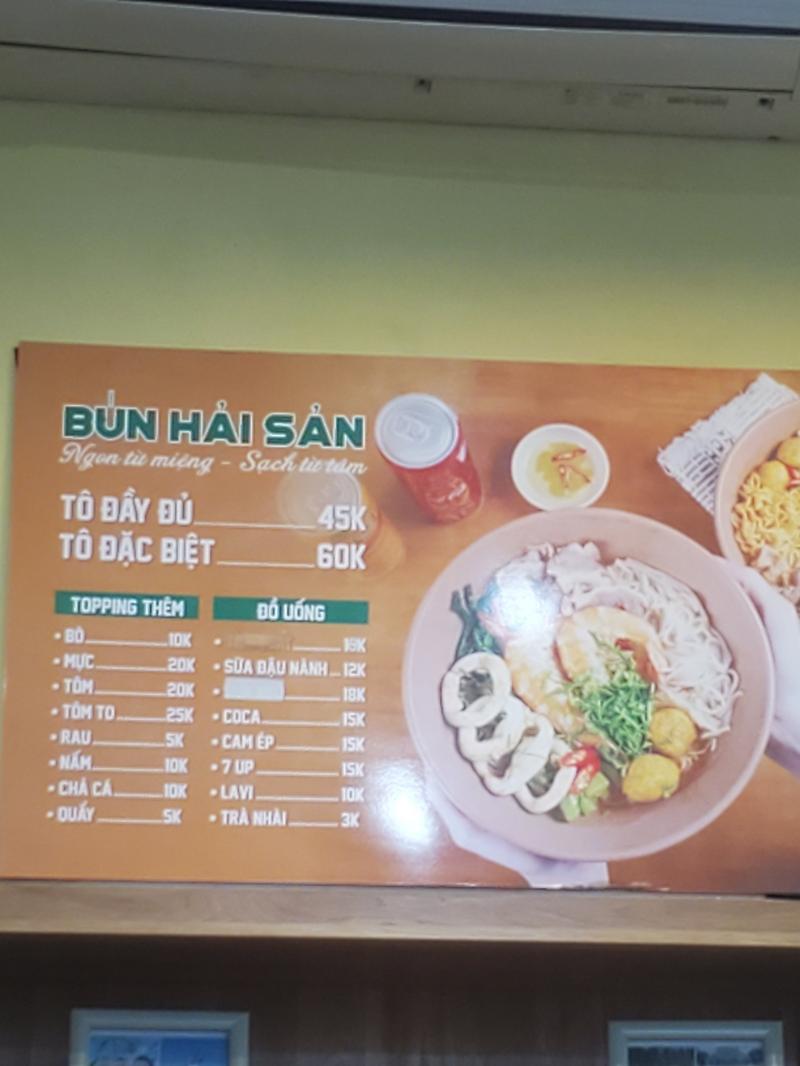 BÚN HẢI SẢN
Ngon từ miệng - Sạch từ tâm
TÔ ĐẦY ĐỦ 45K
TÔ ĐẶC BIỆT 60K
TOPPING THÊM
• BÒ 10K
• MỰC 20K
• TÔM 20K
• TÔM TO 25K
• RAU 5K
• NẤM 10K
• CHẢ CÁ 10K
• QUẨY 5K
ĐỒ UỐNG
• SỮA ĐẬU NÀNH 12K
• 18K
• COCA 15K
• CAM ÉP 15K
• 7 UP 15K
• LAVI 10K
• TRÀ NHÀI 3K